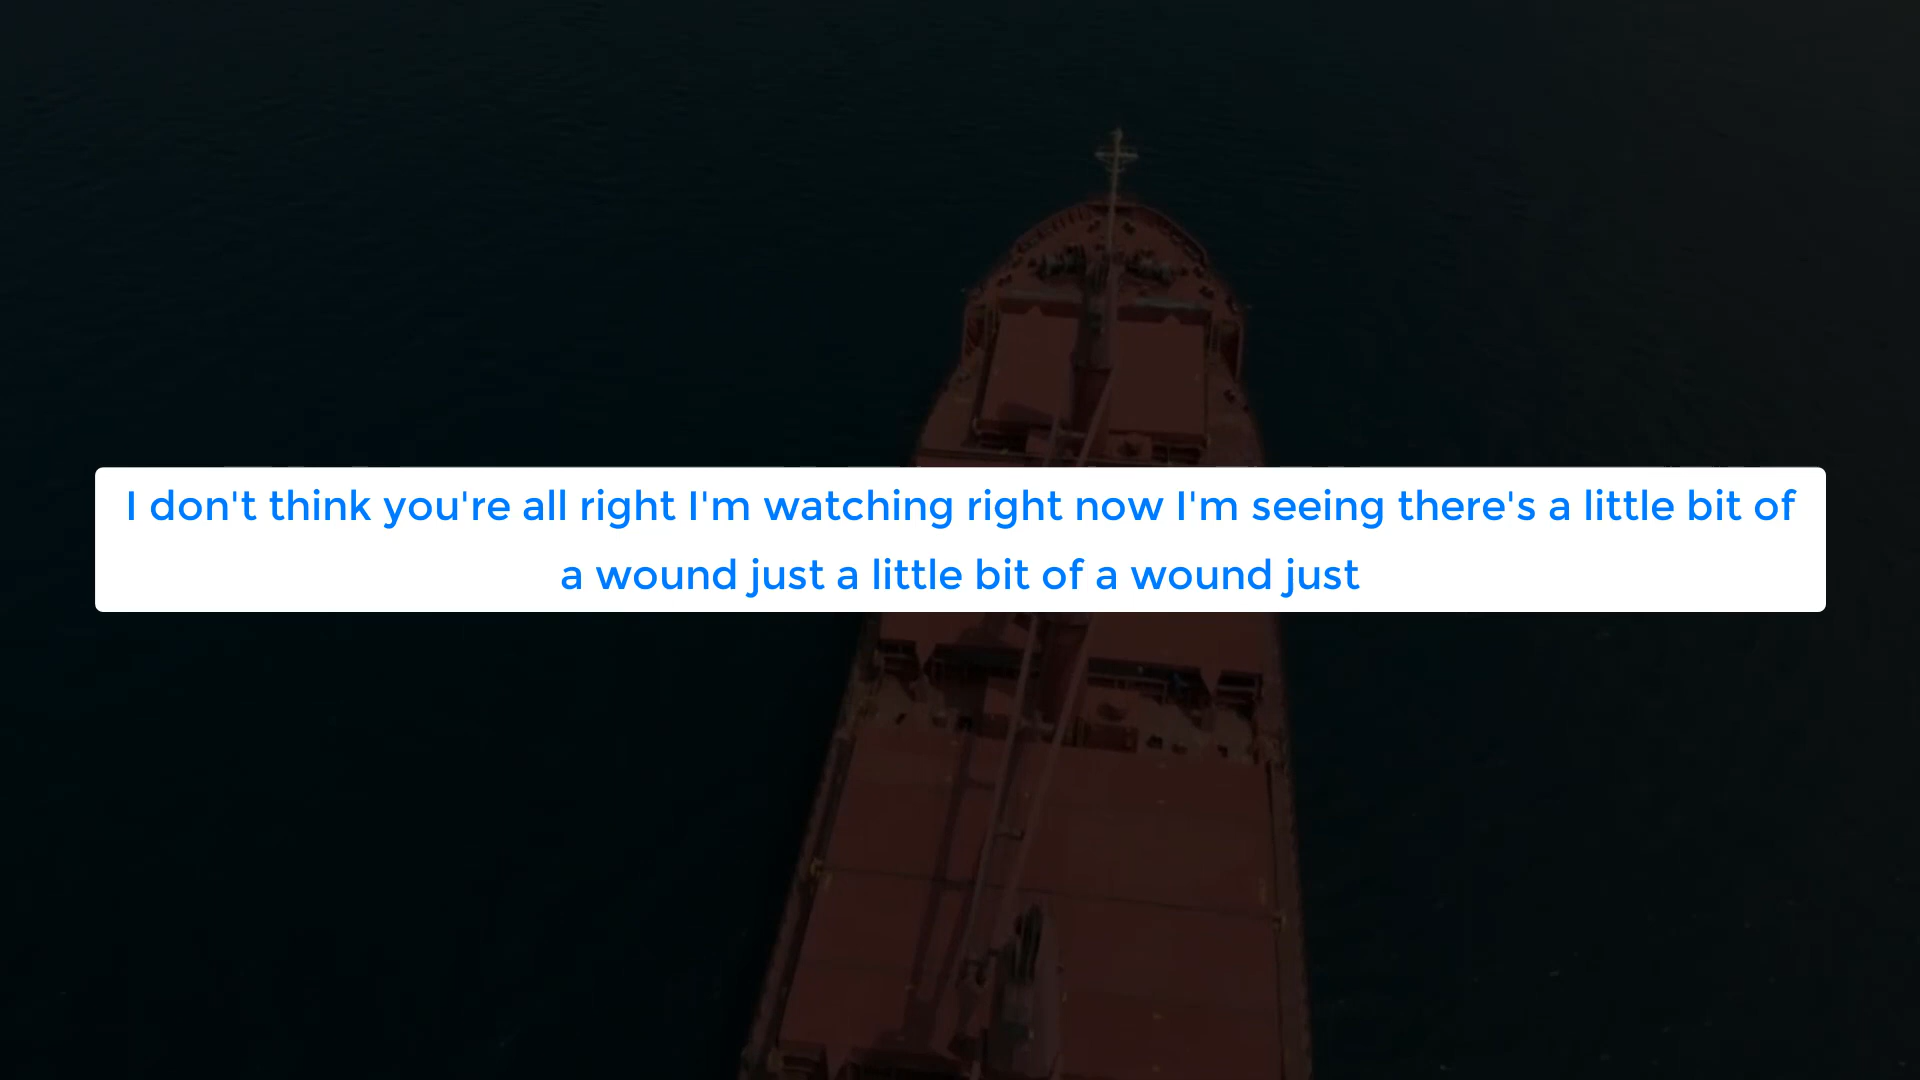 I don't think you're all right I'm watching right now I'm seeing there's a little bit of
a wound just a little bit of a wound just